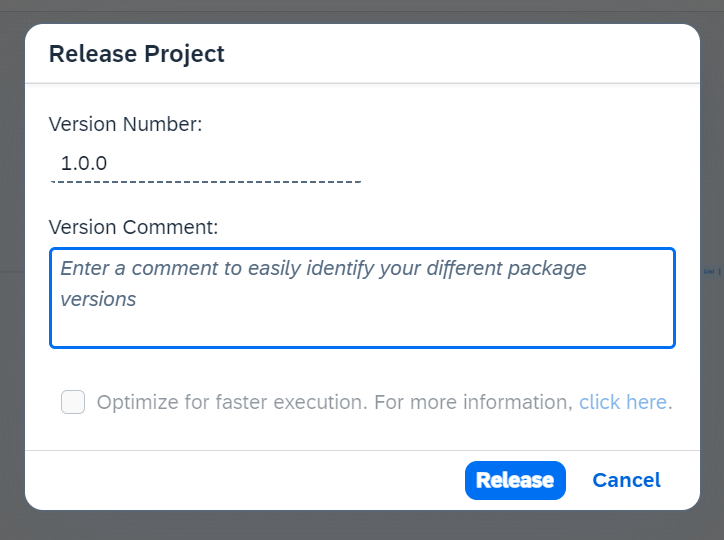 Release Project
Version Number:
1.0.0
Version Comment:
Enter a comment to easily identify your different package
versions
Optimize for faster execution. For more information, click here.
Release Cancel